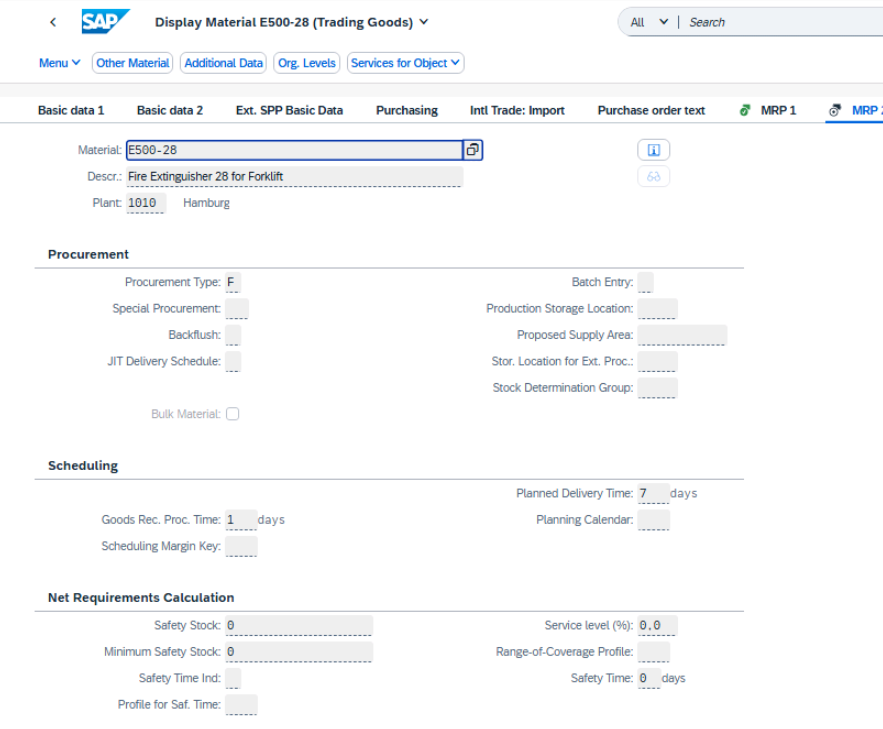 SAP Display Material E500-28 (Trading Goods) All Search
Menu Other Material Additional Data Org. Levels Services for Object
Basic data 1 Basic data 2 Ext. SPP Basic Data Purchasing Intl Trade: Import Purchase order text MRP 1 MRP 2
Material: E500-28
Descr.: Fire Extinguisher 28 for Forklift
Plant: 1010 Hamburg
Procurement
Procurement Type: F Batch Entry:
Special Procurement: Production Storage Location:
Backflush: Proposed Supply Area:
JIT Delivery Schedule: Stor. Location for Ext. Proc.:
Stock Determination Group:
Bulk Material:
Scheduling
Planned Delivery Time: 7 days
Goods Rec. Proc. Time: 1 days Planning Calendar:
Scheduling Margin Key:
Net Requirements Calculation
Safety Stock: 0 Service level (%): 0,0
Minimum Safety Stock: 0 Range-of-Coverage Profile:
Safety Time Ind: Safety Time: 0 days
Profile for Saf. Time: